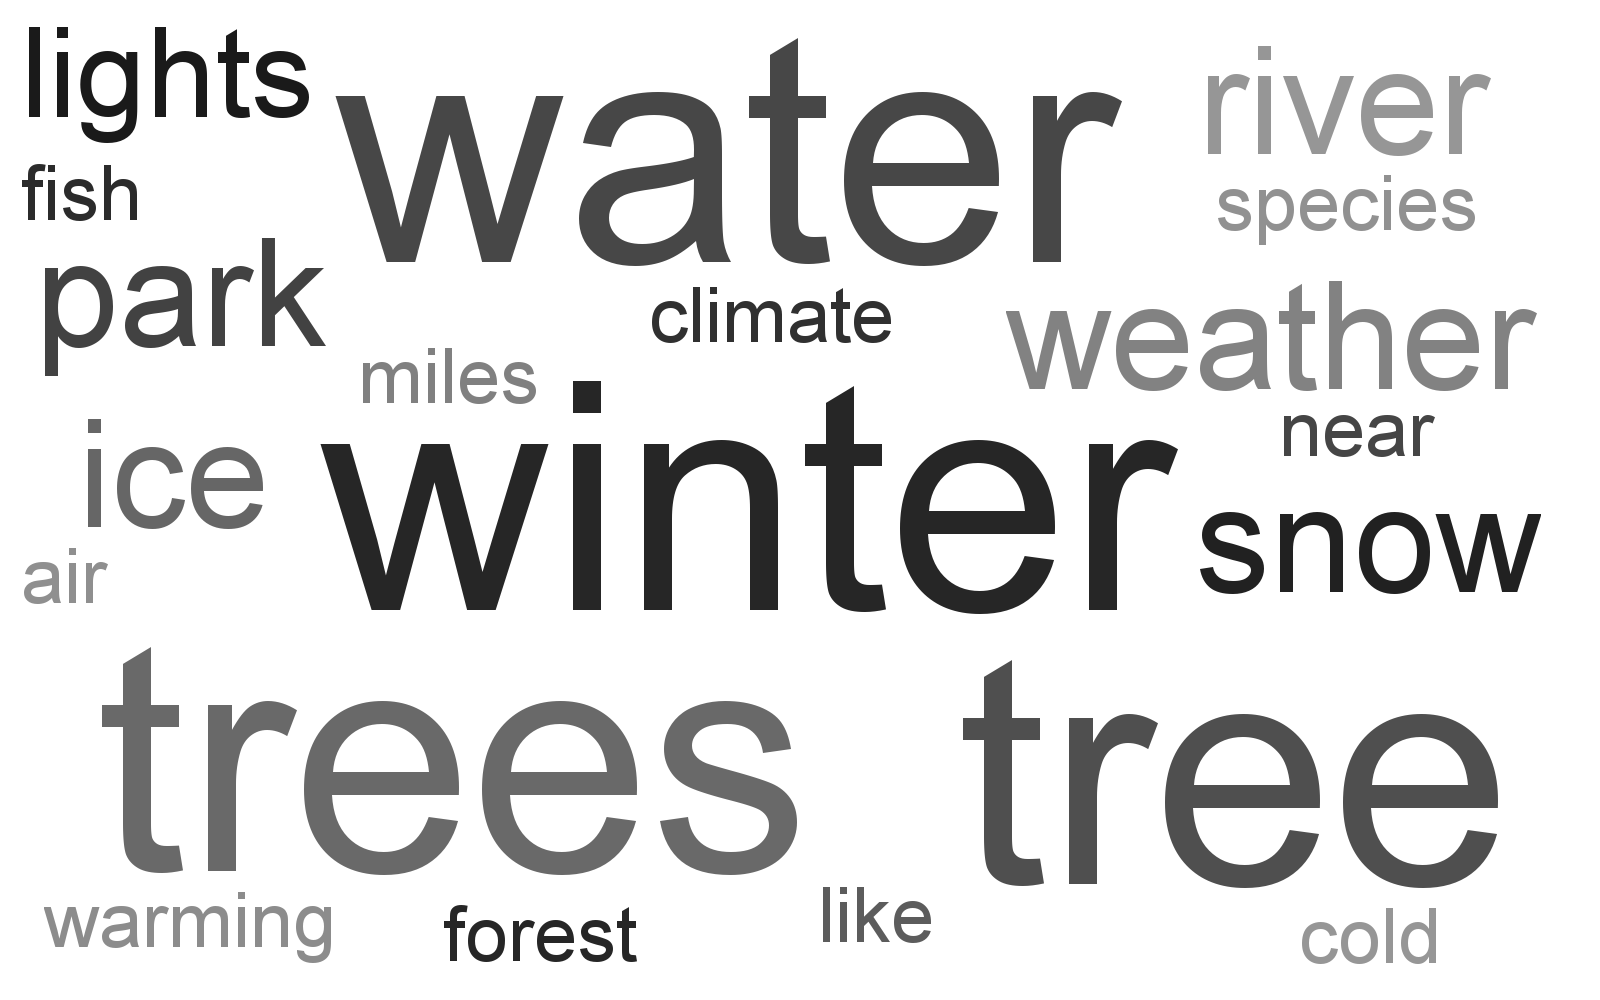 lights
water
river
fish
species
park
climate
weather
miles
near
ice
winter
snow
air
trees
tree
warming
forest
like
cold